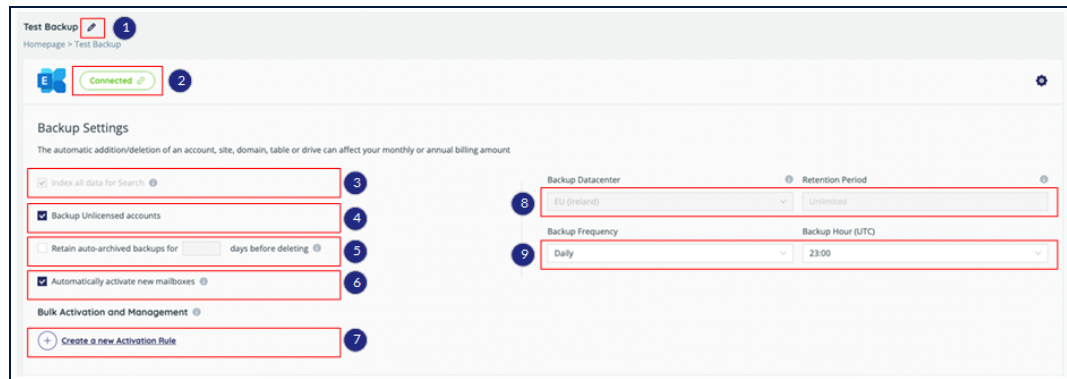 Test Backup
1
Homepage > Test Backup
E
Connected
2
Backup Settings
The automatic addition/deletion of an account, site, domain, table or drive can affect your monthly or annual billing amount
Index all data for Search
3
Backup Unlicensed accounts
4
Retain auto-archived backups for days before deleting
5
Automatically activate new mailboxes
6
Bulk Activation and Management
Create a new Activation Rule
7
Backup Datacenter
Retention Period
8
EU (Ireland)
Unlimited
Backup Frequency
Backup Hour (UTC)
9
Daily
23:00